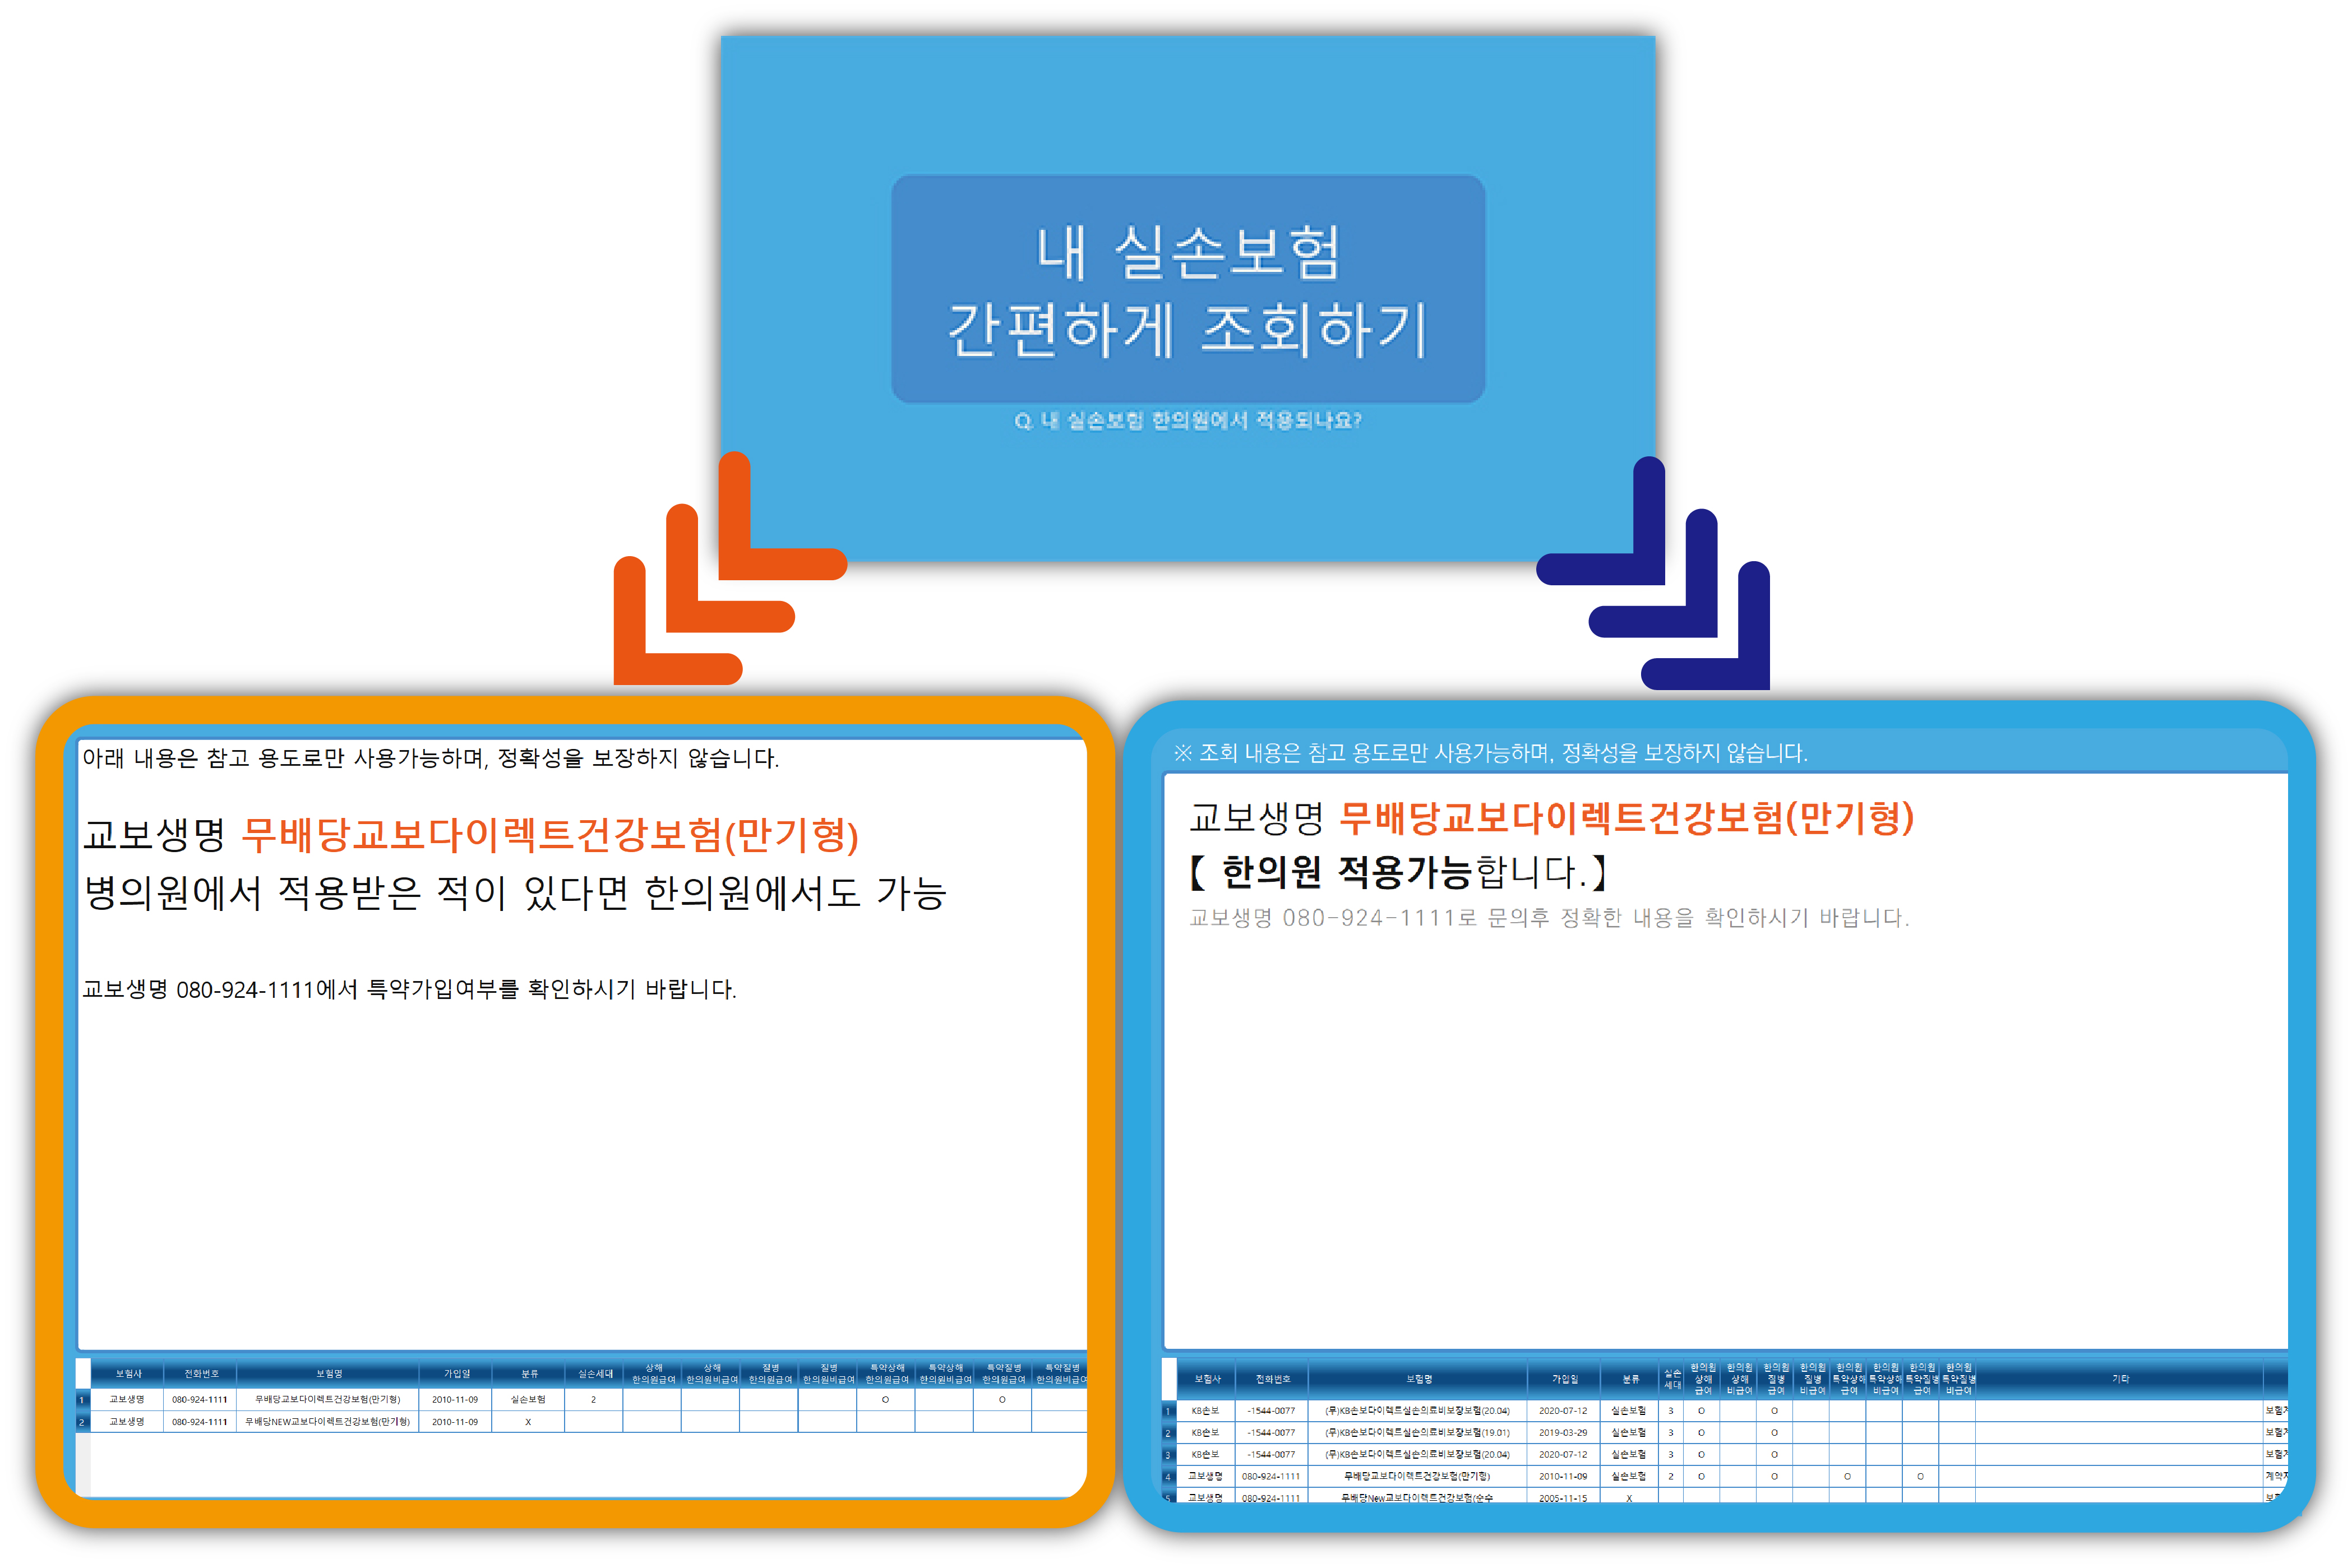 내 실손보험
간편하게 조회하기
Q. 내 실손보험 한의원에서 적용되나요?
아래 내용은 참고 용도로만 사용가능하며, 정확성을 보장하지 않습니다.
교보생명 무배당교보다이렉트건강보험(만기형)
병의원에서 적용받은 적이 있다면 한의원에서도 가능
교보생명 080-924-1111에서 특약가입여부를 확인하시기 바랍니다.
보험사 전화번호 보험명 가입일 분류 실손세대 상해 한의원급여 상해 한의원비급여 질병 한의원급여 질병 한의원비급여 특약상해 한의원급여 특약상해 한의원비급여 특약질병 한의원급여 특약질병 한의원비급여
1 교보생명 080-924-1111 무배당교보다이렉트건강보험(만기형) 2010-11-09 실손보험 2 O O
2 교보생명 080-924-1111 무배당NEW교보다이렉트건강보험(만기형) 2010-11-09 X
※ 조회 내용은 참고 용도로만 사용가능하며, 정확성을 보장하지 않습니다.
교보생명 무배당교보다이렉트건강보험(만기형)
【 한의원 적용가능합니다.】
교보생명 080-924-1111로 문의후 정확한 내용을 확인하시기 바랍니다.
보험사 전화번호 보험명 가입일 분류 실손 세대 한의원 상해 급여 한의원 상해 비급여 한의원 질병 급여 한의원 질병 비급여 한의원 특약상해 급여 한의원 특약상해 비급여 한의원 특약질병 급여 한의원 특약질병 비급여 기타
1 KB손보 -1544-0077 (무)KB손보다이렉트실손의료비보장보험(20.04) 2020-07-12 실손보험 3 O O
2 KB손보 -1544-0077 (무)KB손보다이렉트실손의료비보장보험(19.01) 2019-03-29 실손보험 3 O O
3 KB손보 -1544-0077 (무)KB손보다이렉트실손의료비보장보험(20.04) 2020-07-12 실손보험 3 O O
4 교보생명 080-924-1111 무배당교보다이렉트건강보험(만기형) 2010-11-09 실손보험 2 O O O O
5 교보생명 080-924-1111 무배당New교보다이렉트건강보험(순수 2005-11-15 X